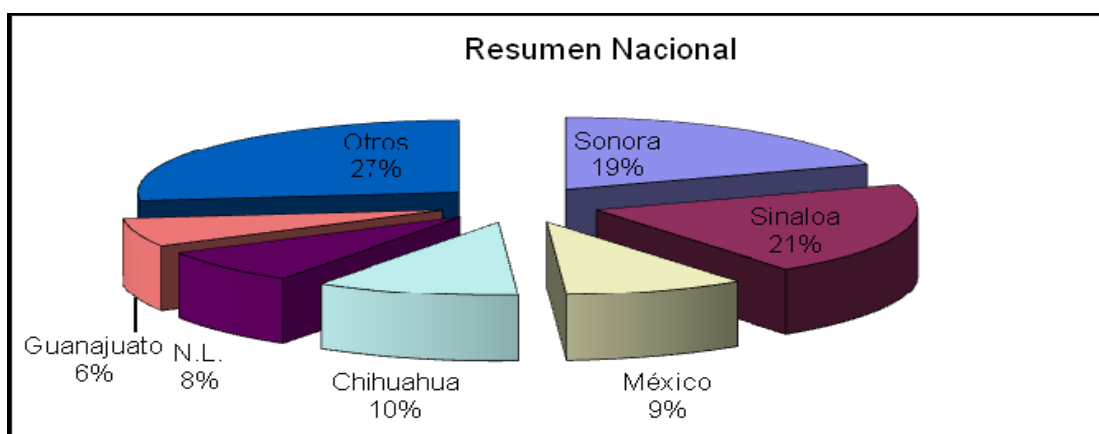 Resumen Nacional
Otros
27%
Sonora
19%
Sinaloa
21%
Guanajuato
6%
N.L.
8%
Chihuahua
10%
México
9%